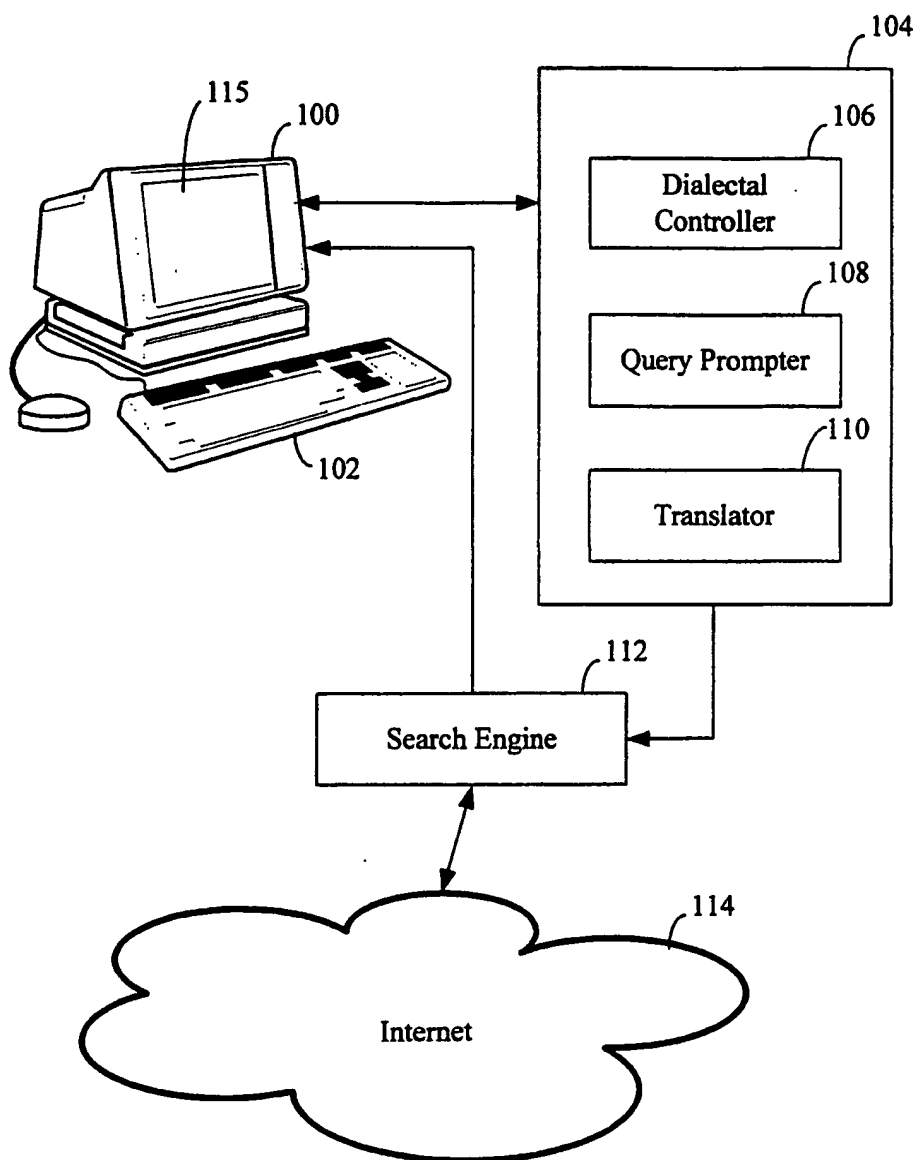 104
115
100
106
Dialectal
Controller
108
Query Prompter
102
110
Translator
112
Search Engine
114
Internet